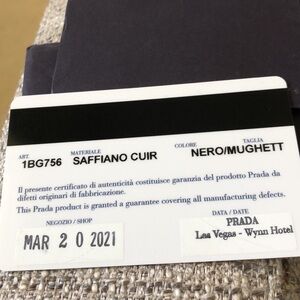 ART. MATERIALE COLORE TAGLIA
1BG756 SAFFIANO CUIR NERO/MUGHETT
Il presente certificato di autenticità costituisce garanzia del prodotto Prada da
difetti originari di fabbricazione.
This Prada product is granted a guarantee covering all manufacturing defects.
NEGOZIO / SHOP DATA / DATE
MAR 20 2021 PRADA
Las Vegas - Wynn Hotel